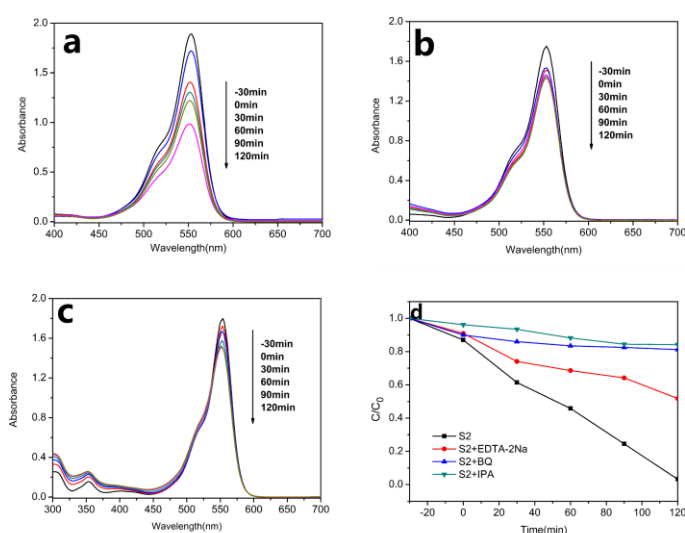 a
2.0
1.5
1.0
0.5
0.0
Absorbance
-30min
0min
30min
60min
90min
120min
400 450 500 550 600 650 700
Wavelength(nm)
b
2.0
1.6
1.2
0.8
0.4
0.0
Absorbance
-30min
0min
30min
60min
90min
120min
400 450 500 550 600 650 700
Wavelength(nm)
c
2.0
1.6
1.2
0.8
0.4
0.0
Absorbance
-30min
0min
30min
60min
90min
120min
300 350 400 450 500 550 600 650 700
Wavelength(nm)
d
1.0
0.8
0.6
0.4
0.2
0.0
C/C0
S2
S2+EDTA-2Na
S2+BQ
S2+IPA
-20 0 20 40 60 80 100 120
Time(min)